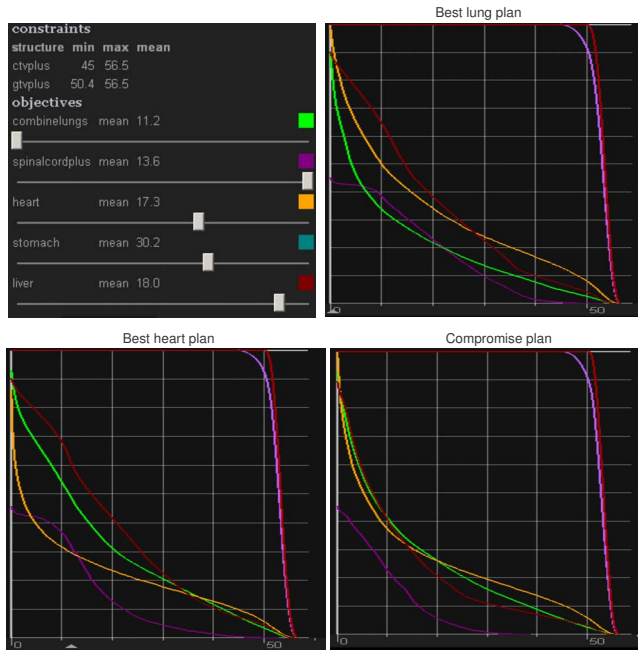 constraints
structure min max mean
ctvplus 45 56.5
gtvplus 50.4 56.5
objectives
combinelungs mean 11.2
spinalcordplus mean 13.6
heart mean 17.3
stomach mean 30.2
liver mean 18.0
Best lung plan
0 50
Best heart plan
0 50
Compromise plan
0 50